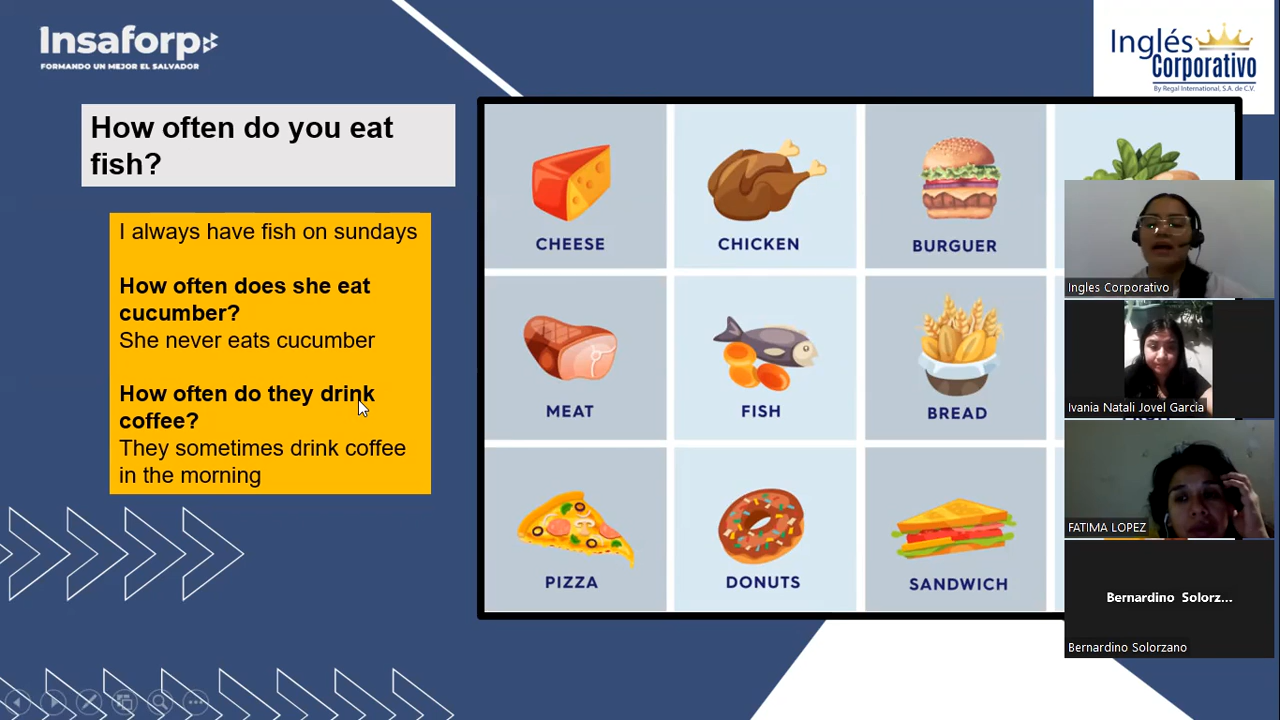 Insaforp
FORMANDO UN MEJOR EL SALVADOR
Inglés
Corporativo
By Regal International, S.A. de C.V.
How often do you eat
fish?
I always have fish on sundays
How often does she eat
cucumber?
She never eats cucumber
How often do they drink
coffee?
They sometimes drink coffee
in the morning
CHEESE
CHICKEN
BURGUER
MEAT
FISH
BREAD
PIZZA
DONUTS
SANDWICH
Ingles Corporativo
Ivania Natali Jovel Garcia
FATIMA LOPEZ
Bernardino Solorz...
Bernardino Solorzano